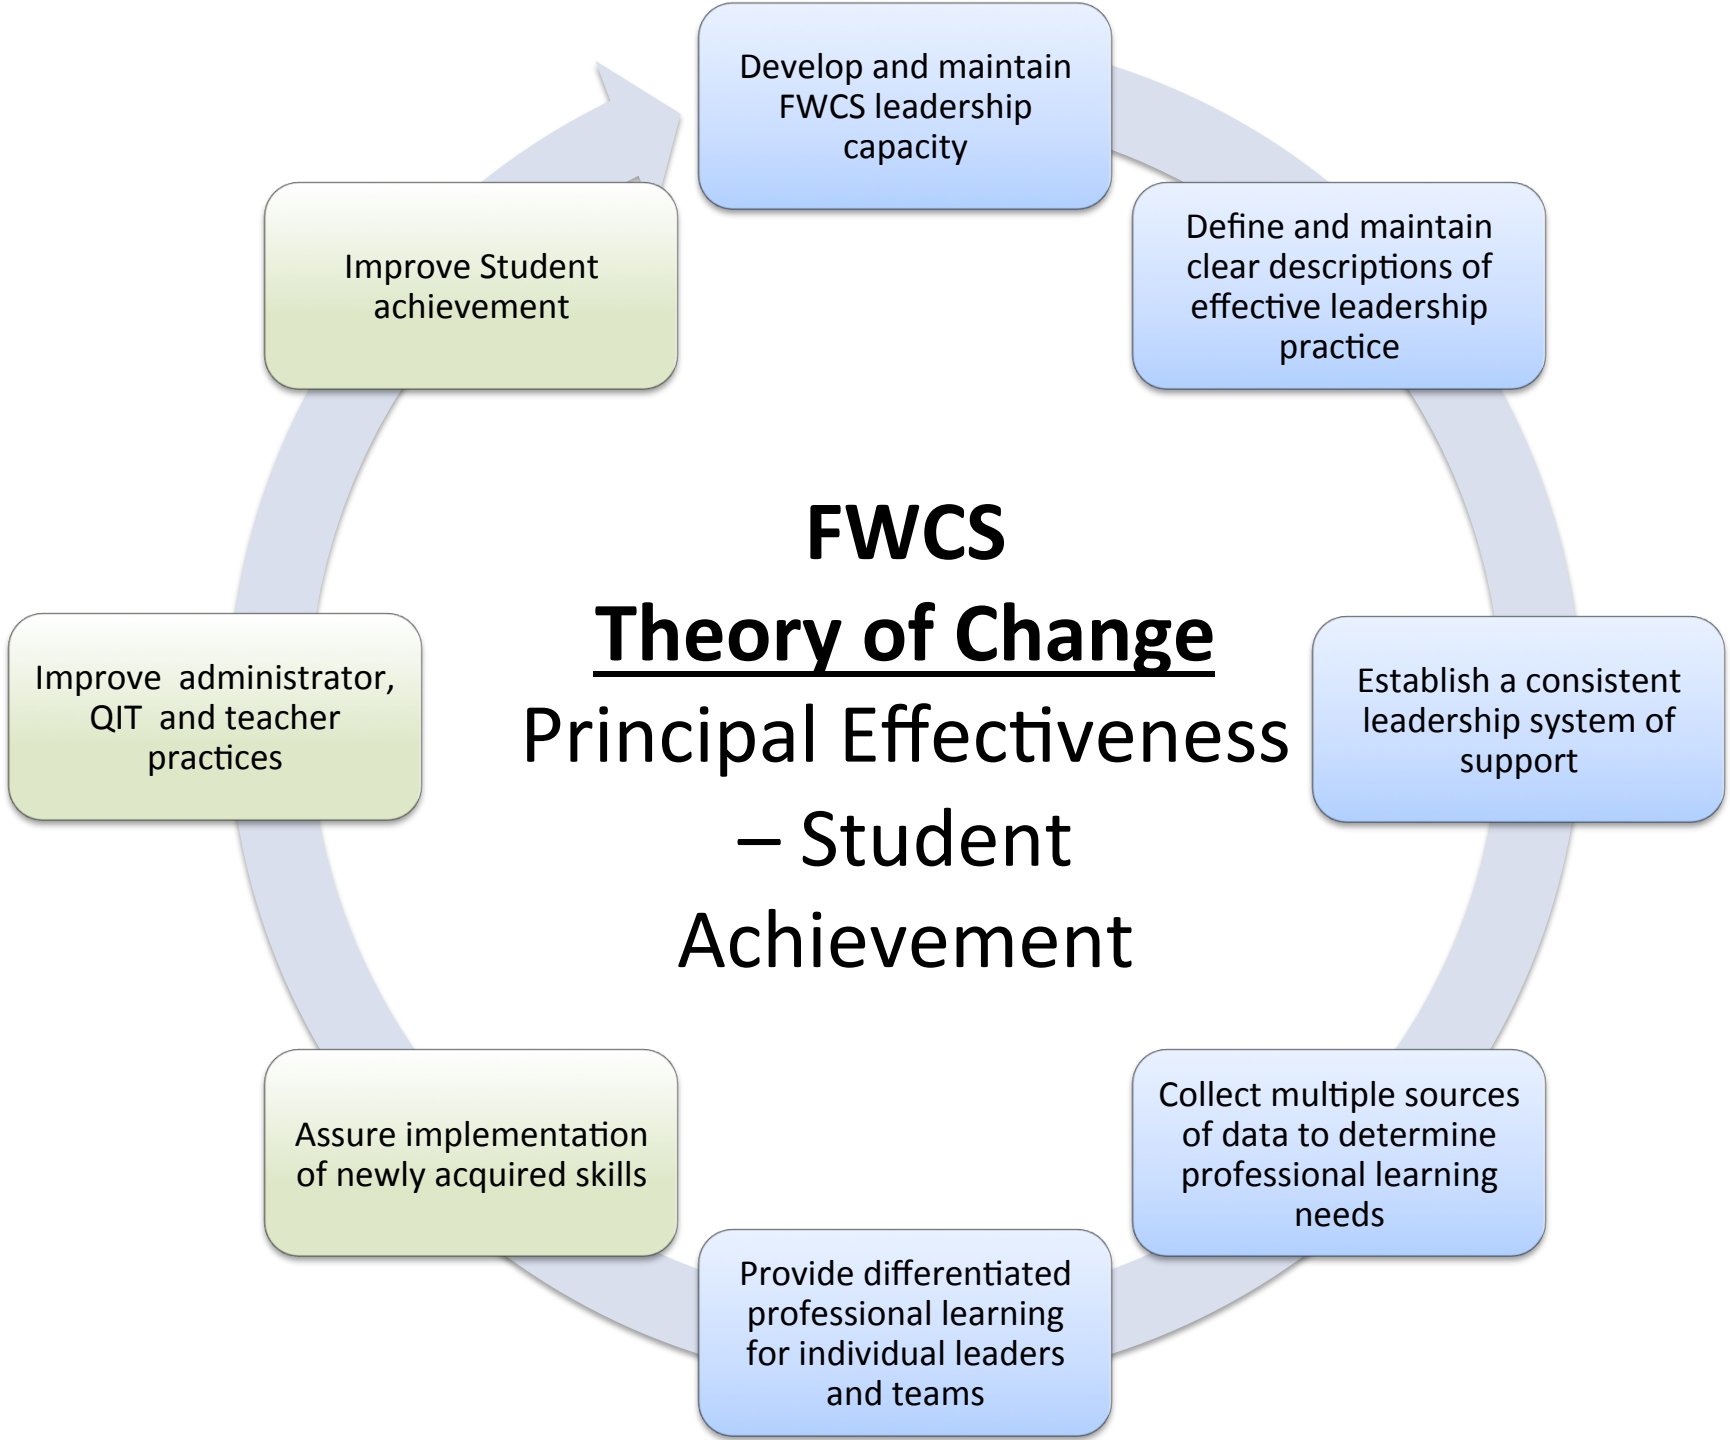 Develop and maintain
FWCS leadership
capacity
Define and maintain
clear descriptions of
effective leadership
practice
Establish a consistent
leadership system of
support
Collect multiple sources
of data to determine
professional learning
needs
Provide differentiated
professional learning
for individual leaders
and teams
Assure implementation
of newly acquired skills
Improve administrator,
QIT and teacher
practices
Improve Student
achievement
FWCS
Theory of Change
Principal Effectiveness
– Student
Achievement